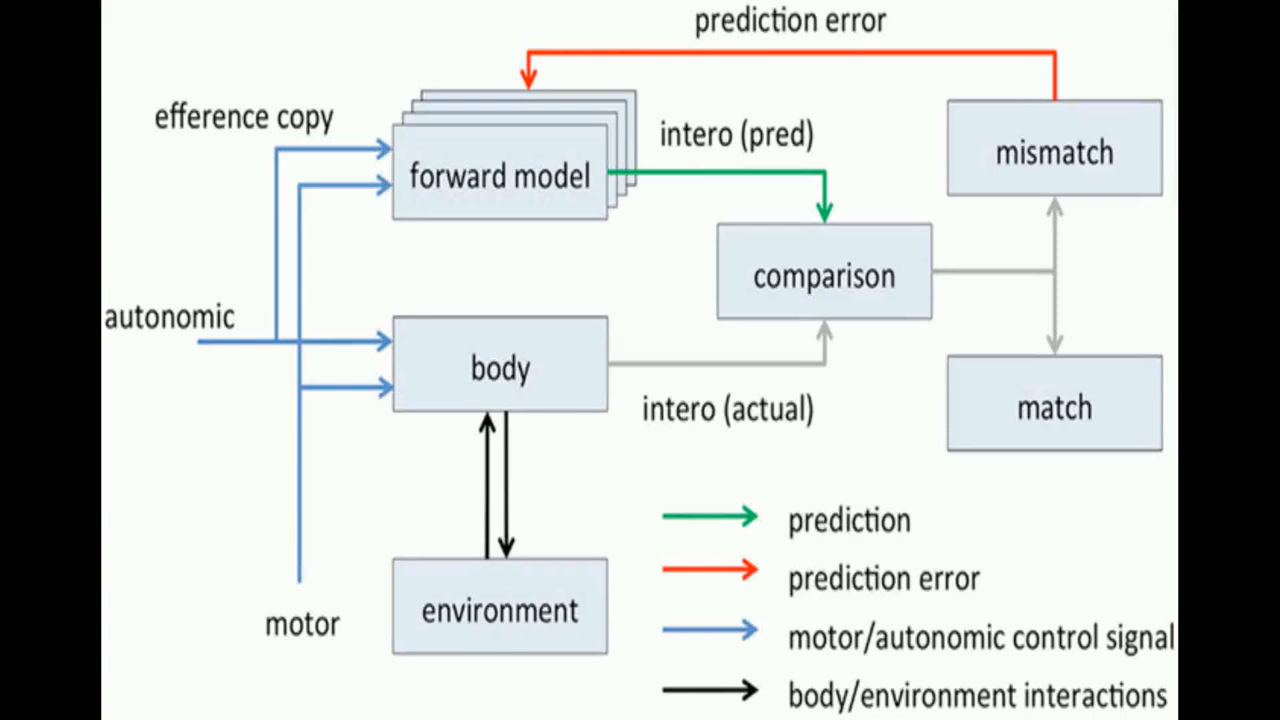 prediction error
efference copy
intero (pred)
forward model
mismatch
comparison
autonomic
body
intero (actual)
match
prediction
prediction error
environment
motor
motor/autonomic control signal
body/environment interactions